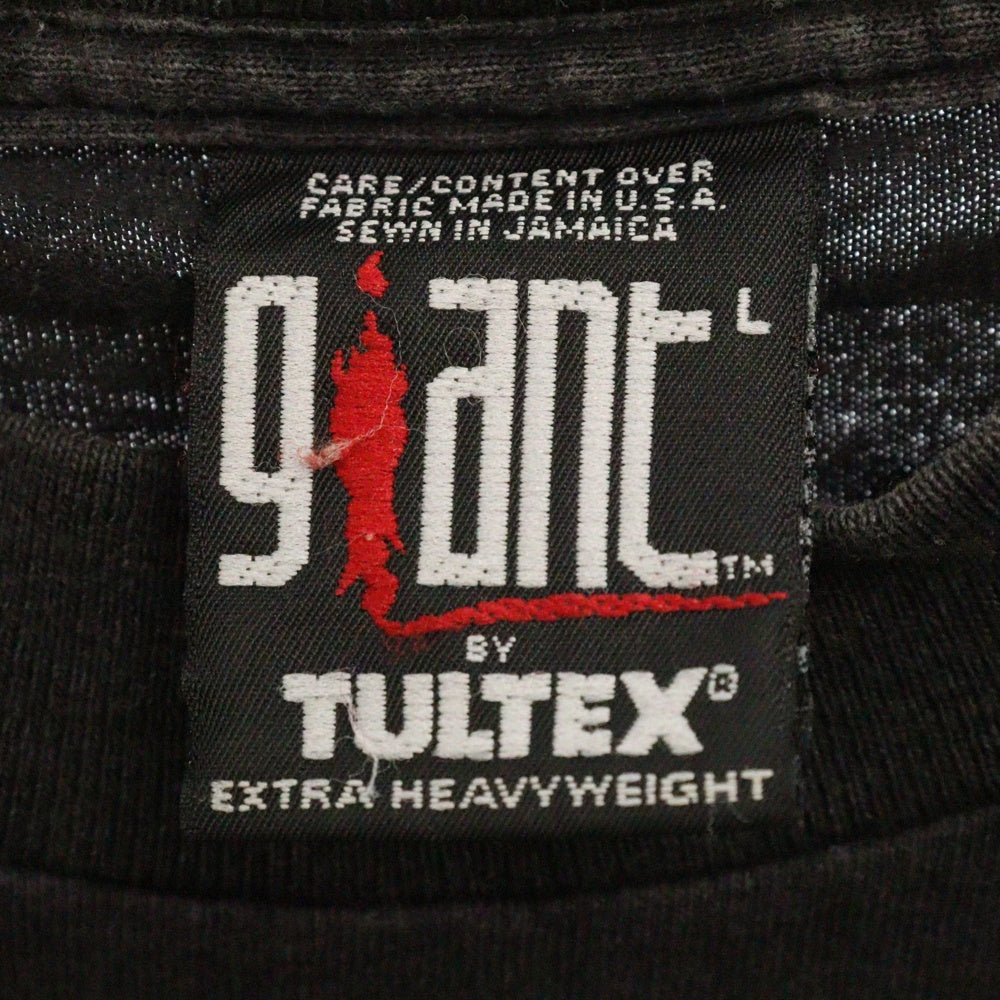 CARE/CONTENT OVER
FABRIC MADE IN U.S.A.
SEWN IN JAMAICA
giant L
TM
BY
TULTEX®
EXTRA HEAVYWEIGHT